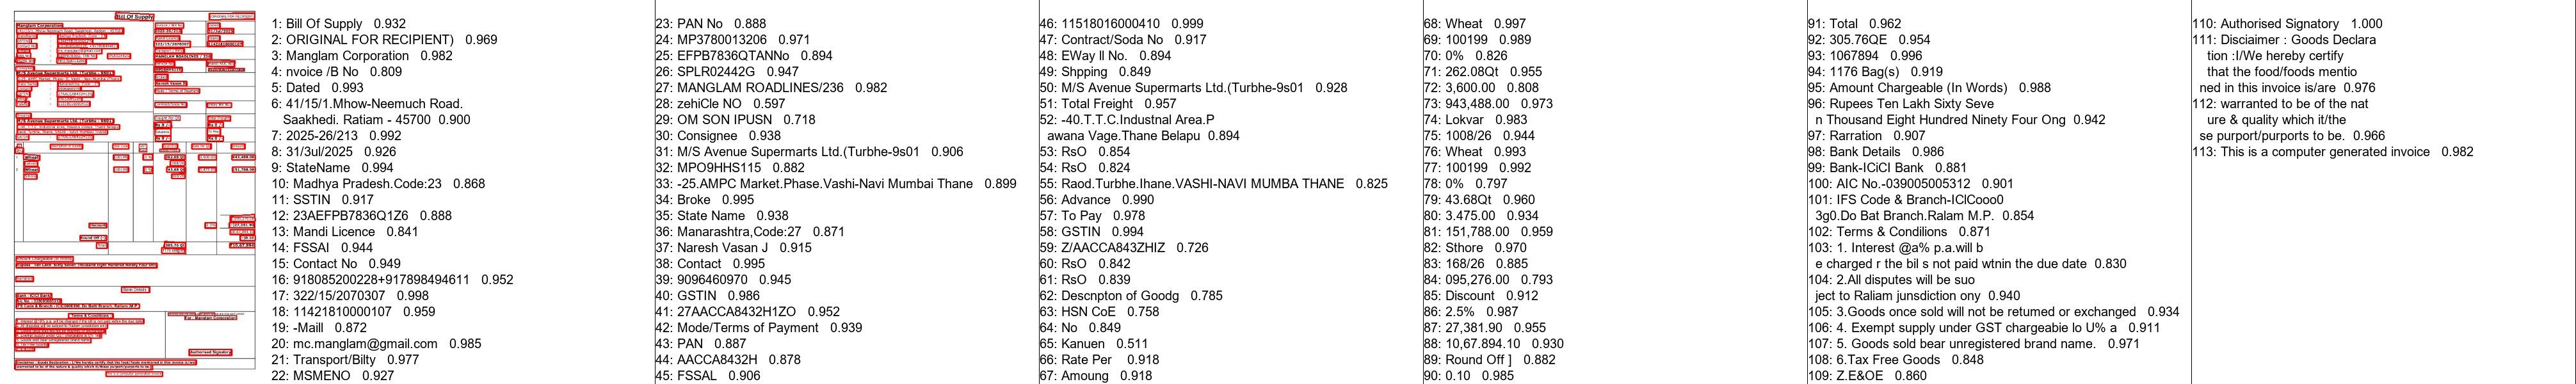 1: Bill Of Supply 0.932
2: ORIGINAL FOR RECIPIENT) 0.969
3: Manglam Corporation 0.982
4: nvoice /B No 0.809
5: Dated 0.993
6: 41/15/1.Mhow-Neemuch Road.
Saakhedi. Ratiam - 45700 0.900
7: 2025-26/213 0.992
8: 31/3ul/2025 0.926
9: StateName 0.994
10: Madhya Pradesh.Code:23 0.868
11: SSTIN 0.917
12: 23AEFPB7836Q1Z6 0.888
13: Mandi Licence 0.841
14: FSSAI 0.944
15: Contact No 0.949
16: 918085200228+917898494611 0.952
17: 322/15/2070307 0.998
18: 11421810000107 0.959
19: -Maill 0.872
20: mc.manglam@gmail.com 0.985
21: Transport/Bilty 0.977
22: MSMENO 0.927
23: PAN No 0.888
24: MP3780013206 0.971
25: EFPB7836QTANNo 0.894
26: SPLR02442G 0.947
27: MANGLAM ROADLINES/236 0.982
28: zehiCle NO 0.597
29: OM SON IPUSN 0.718
30: Consignee 0.938
31: M/S Avenue Supermarts Ltd.(Turbhe-9s01 0.906
32: MPO9HHS115 0.882
33: -25.AMPC Market.Phase.Vashi-Navi Mumbai Thane 0.899
34: Broke 0.995
35: State Name 0.938
36: Manarashtra,Code:27 0.871
37: Naresh Vasan J 0.915
38: Contact 0.995
39: 9096460970 0.945
40: GSTIN 0.986
41: 27AACCA8432H1ZO 0.952
42: Mode/Terms of Payment 0.939
43: PAN 0.887
44: AACCA8432H 0.878
45: FSSAL 0.906
46: 11518016000410 0.999
47: Contract/Soda No 0.917
48: EWay ll No. 0.894
49: Shpping 0.849
50: M/S Avenue Supermarts Ltd.(Turbhe-9s01 0.928
51: Total Freight 0.957
52: -40.T.T.C.Industnal Area.P
awana Vage.Thane Belapu 0.894
53: RsO 0.854
54: RsO 0.824
55: Raod.Turbhe.Ihane.VASHI-NAVI MUMBA THANE 0.825
56: Advance 0.990
57: To Pay 0.978
58: GSTIN 0.994
59: Z/AACCA843ZHIZ 0.726
60: RsO 0.842
61: RsO 0.839
62: Descnpton of Goodg 0.785
63: HSN CoE 0.758
64: No 0.849
65: Kanuen 0.511
66: Rate Per 0.918
67: Amoung 0.918
68: Wheat 0.997
69: 100199 0.989
70: 0% 0.826
71: 262.08Qt 0.955
72: 3,600.00 0.808
73: 943,488.00 0.973
74: Lokvar 0.983
75: 1008/26 0.944
76: Wheat 0.993
77: 100199 0.992
78: 0% 0.797
79: 43.68Qt 0.960
80: 3.475.00 0.934
81: 151,788.00 0.959
82: Sthore 0.970
83: 168/26 0.885
84: 095,276.00 0.793
85: Discount 0.912
86: 2.5% 0.987
87: 27,381.90 0.955
88: 10,67.894.10 0.930
89: Round Off ] 0.882
90: 0.10 0.985
91: Total 0.962
92: 305.76QE 0.954
93: 1067894 0.996
94: 1176 Bag(s) 0.919
95: Amount Chargeable (In Words) 0.988
96: Rupees Ten Lakh Sixty Seve
n Thousand Eight Hundred Ninety Four Ong 0.942
97: Rarration 0.907
98: Bank Details 0.986
99: Bank-ICiCI Bank 0.881
100: AIC No.-039005005312 0.901
101: IFS Code & Branch-IClCooo0
3g0.Do Bat Branch.Ralam M.P. 0.854
102: Terms & Condilions 0.871
103: 1. Interest @a% p.a.will b
e charged r the bil s not paid wtnin the due date 0.830
104: 2.All disputes will be suo
ject to Raliam junsdiction ony 0.940
105: 3.Goods once sold will not be returned or exchanged 0.934
106: 4. Exempt supply under GST chargeabie lo U% a 0.911
107: 5. Goods sold bear unregistered brand name. 0.971
108: 6.Tax Free Goods 0.848
109: Z.E&OE 0.860
110: Authorised Signatory 1.000
111: Disciaimer : Goods Declara
tion :I/We hereby certify
that the food/foods mentio
ned in this invoice is/are 0.976
112: warranted to be of the nat
ure & quality which it/the
se purport/purports to be. 0.966
113: This is a computer generated invoice 0.982